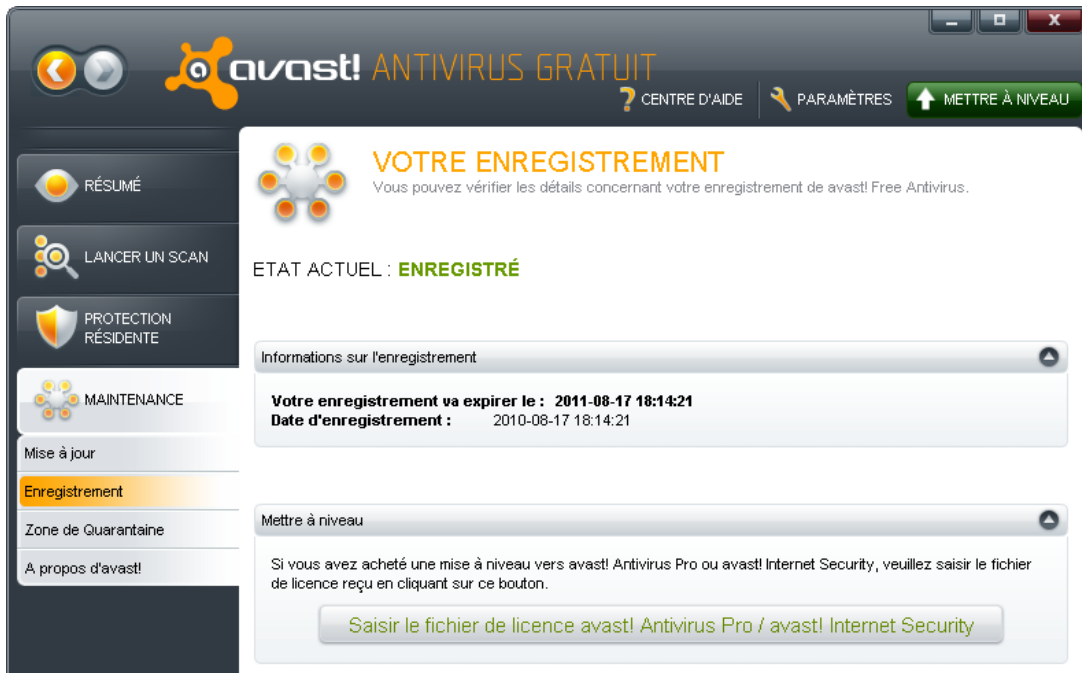 avast! ANTIVIRUS GRATUIT
CENTRE D'AIDE
PARAMÈTRES
METTRE À NIVEAU
RÉSUMÉ
LANCER UN SCAN
PROTECTION
RÉSIDENTE
MAINTENANCE
Mise à jour
Enregistrement
Zone de Quarantaine
A propos d'avast!
VOTRE ENREGISTREMENT
Vous pouvez vérifier les détails concernant votre enregistrement de avast! Free Antivirus.
ETAT ACTUEL : ENREGISTRÉ
Informations sur l'enregistrement
Votre enregistrement va expirer le : 2011-08-17 18:14:21
Date d'enregistrement : 2010-08-17 18:14:21
Mettre à niveau
Si vous avez acheté une mise à niveau vers avast! Antivirus Pro ou avast! Internet Security, veuillez saisir le fichier
de licence reçu en cliquant sur ce bouton.
Saisir le fichier de licence avast! Antivirus Pro / avast! Internet Security